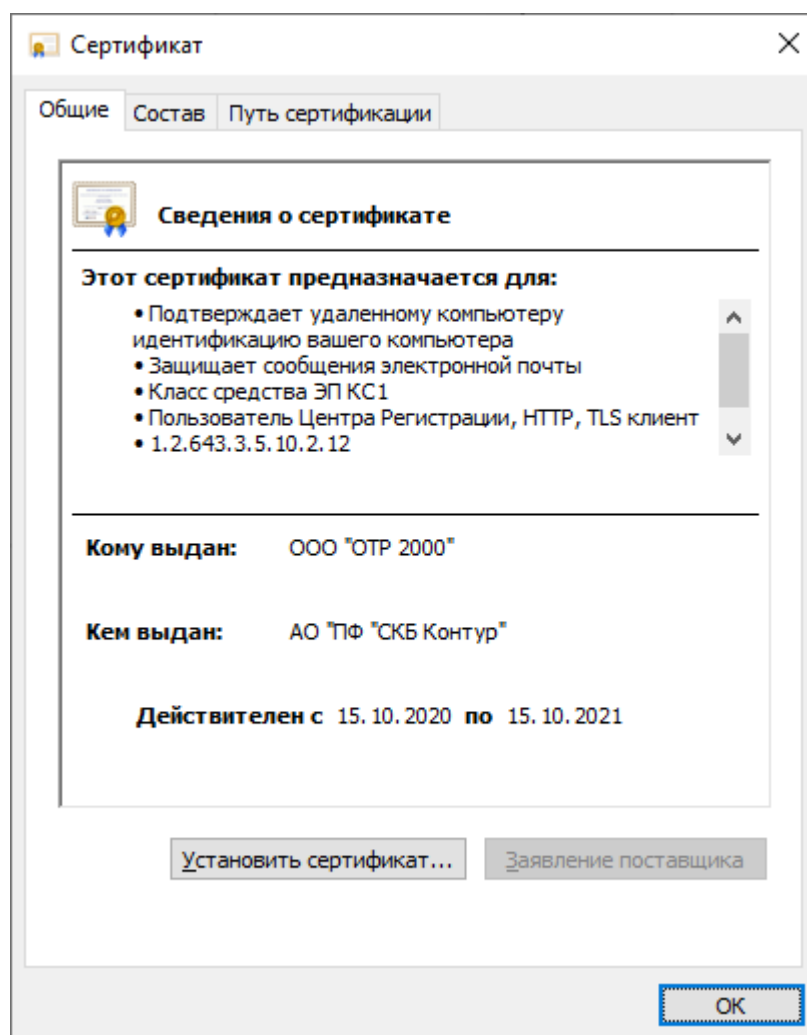 Сертификат
Общие Состав Путь сертификации
Сведения о сертификате
Этот сертификат предназначается для:
• Подтверждает удаленному компьютеру
идентификацию вашего компьютера
• Защищает сообщения электронной почты
• Класс средства ЭП КС1
• Пользователь Центра Регистрации, HTTP, TLS клиент
• 1.2.643.3.5.10.2.12
Кому выдан: ООО "ОТР 2000"
Кем выдан: АО "ПФ "СКБ Контур"
Действителен с 15.10.2020 по 15.10.2021
Установить сертификат... Заявление поставщика
ОК